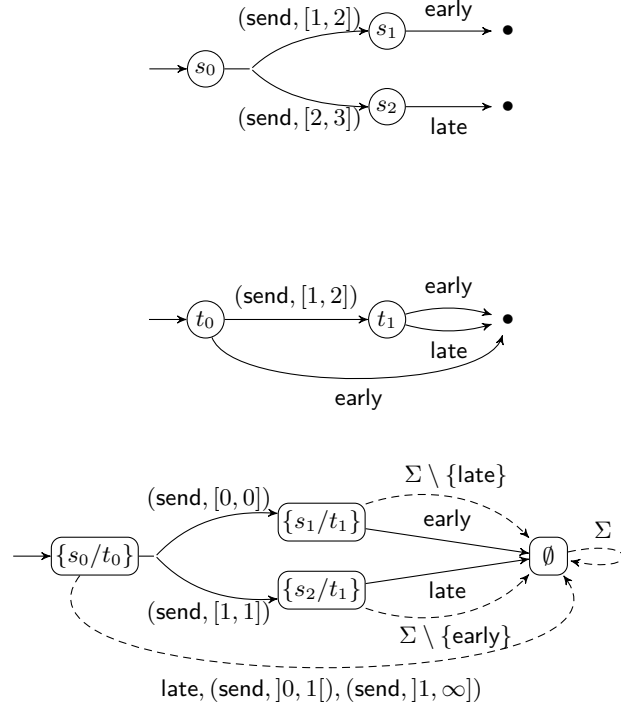 (send, [1, 2])
early
s₀
s₁
s₂
(send, [2, 3])
late
(send, [1, 2])
early
t₀
t₁
late
early
Σ \ {late}
(send, [0, 0])
{s₁/t₁}
early
Σ
{s₀/t₀}
∅
{s₂/t₁}
(send, [1, 1])
late
Σ \ {early}
late, (send, ]0, 1[), (send, ]1, ∞])